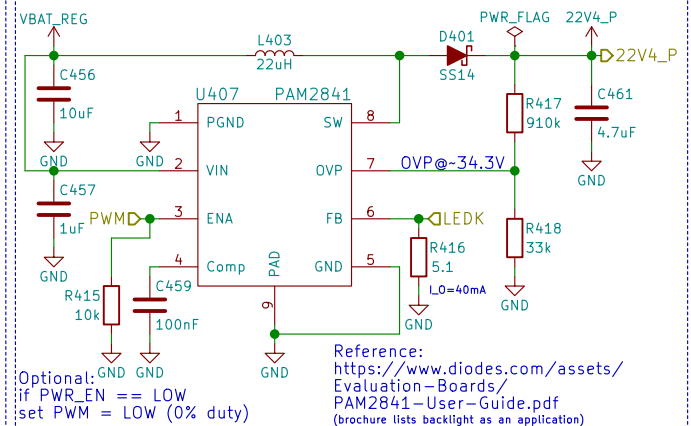 VBAT_REG
PWR_FLAG
22V4_P
L403
22uH
D401
SS14
22V4_P
C456
10uF
GND
U407
PAM2841
R417
910k
C461
4.7uF
GND
1
PGND
SW
8
GND
2
VIN
OVP
7
OVP@~34.3V
C457
1uF
GND
PWM
3
ENA
FB
6
LEDK
R416
5.1
I_O=40mA
GND
R418
33k
GND
4
Comp
PAD
GND
5
9
R415
10k
GND
C459
100nF
GND
GND
Optional:
if PWR_EN == LOW
set PWM = LOW (0% duty)
Reference:
https://www.diodes.com/assets/
Evaluation-Boards/
PAM2841-User-Guide.pdf
(brochure lists backlight as an application)